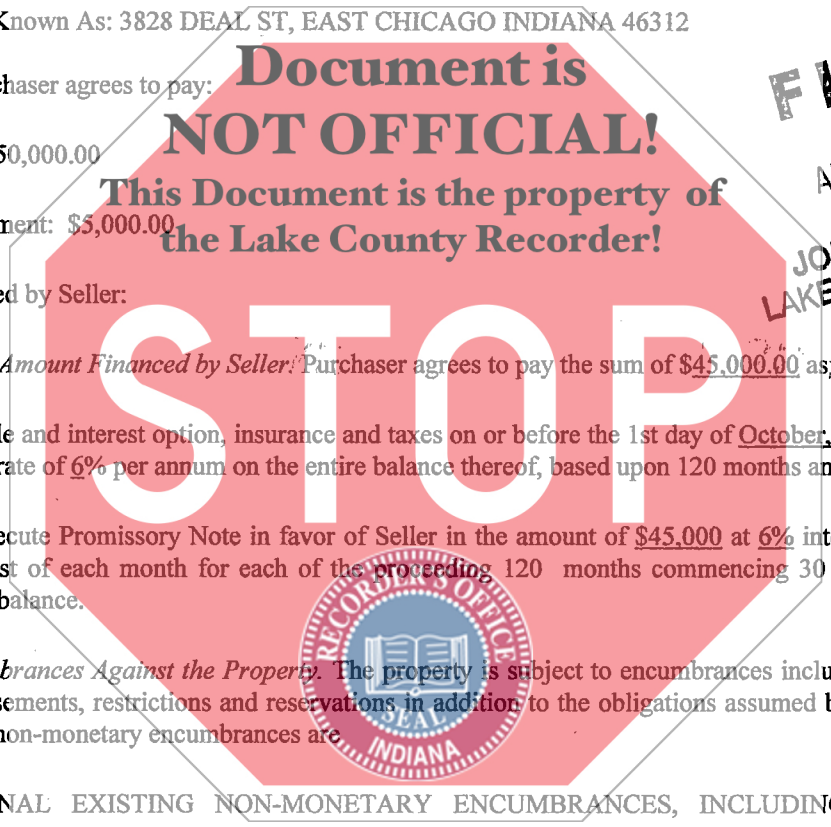 Known As: 3828 DEAL ST, EAST CHICAGO INDIANA 46312
Document is
chaser agrees to pay:
NOT OFFICIAL!
50,000.00
This Document is the property of
ment: $5,000.00
the Lake County Recorder!
JO
ed by Seller:
LAKE
STOP
Amount Financed by Seller. Purchaser agrees to pay the sum of $45,000.00 as
le and interest option, insurance and taxes on or before the 1st day of October,
rate of 6% per annum on the entire balance thereof, based upon 120 months an
ecute Promissory Note in favor of Seller in the amount of $45,000 at 6% int
st of each month for each of the proceeding 120 months commencing 30
balance.
RECORDER'S OFFICE
brances Against the Property. The property is subject to encumbrances inclu
sements, restrictions and reservations in addition to the obligations assumed b
SEAL
non-monetary encumbrances are
INDIANA
NAL EXISTING NON-MONETARY ENCUMBRANCES, INCLUDING